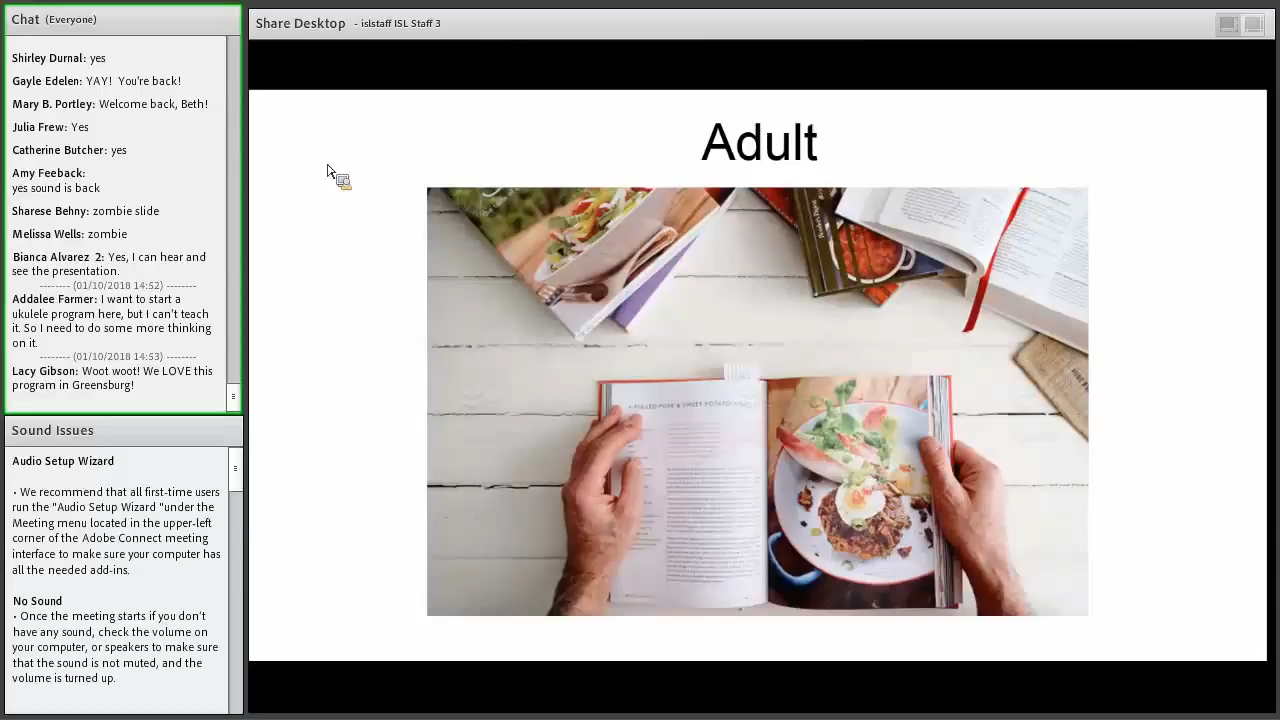 Chat (Everyone)
Shirley Durnal: yes
Gayle Edelen: YAY! You're back!
Mary B. Portley: Welcome back, Beth!
Julia Frew: Yes
Catherine Butcher: yes
Amy Feeback:
yes sound is back
Sharese Behny: zombie slide
Melissa Wells: zombie
Bianca Alvarez 2: Yes, I can hear and
see the presentation.
-------- (01/10/2018 14:52) --------
Addalee Farmer: I want to start a
ukulele program here, but I can't teach
it. So I need to do some more thinking
on it.
-------- (01/10/2018 14:53) --------
Lacy Gibson: Woot woot! We LOVE this
program in Greensburg!
Sound Issues
Audio Setup Wizard
• We recommend that all first-time users
"Audio Setup Wizard" under the
menu located in the upper-left
of the Adobe Connect meeting
to make sure your computer has
the needed add-ins.
No Sound
• Once the meeting starts if you don't
have any sound, check the volume on
your computer, or speakers to make sure
that the sound is not muted, and the
volume is turned up.
Share Desktop - islstaff ISL Staff 3
Adult
PULLED PORK & SWEET POTATO HASH